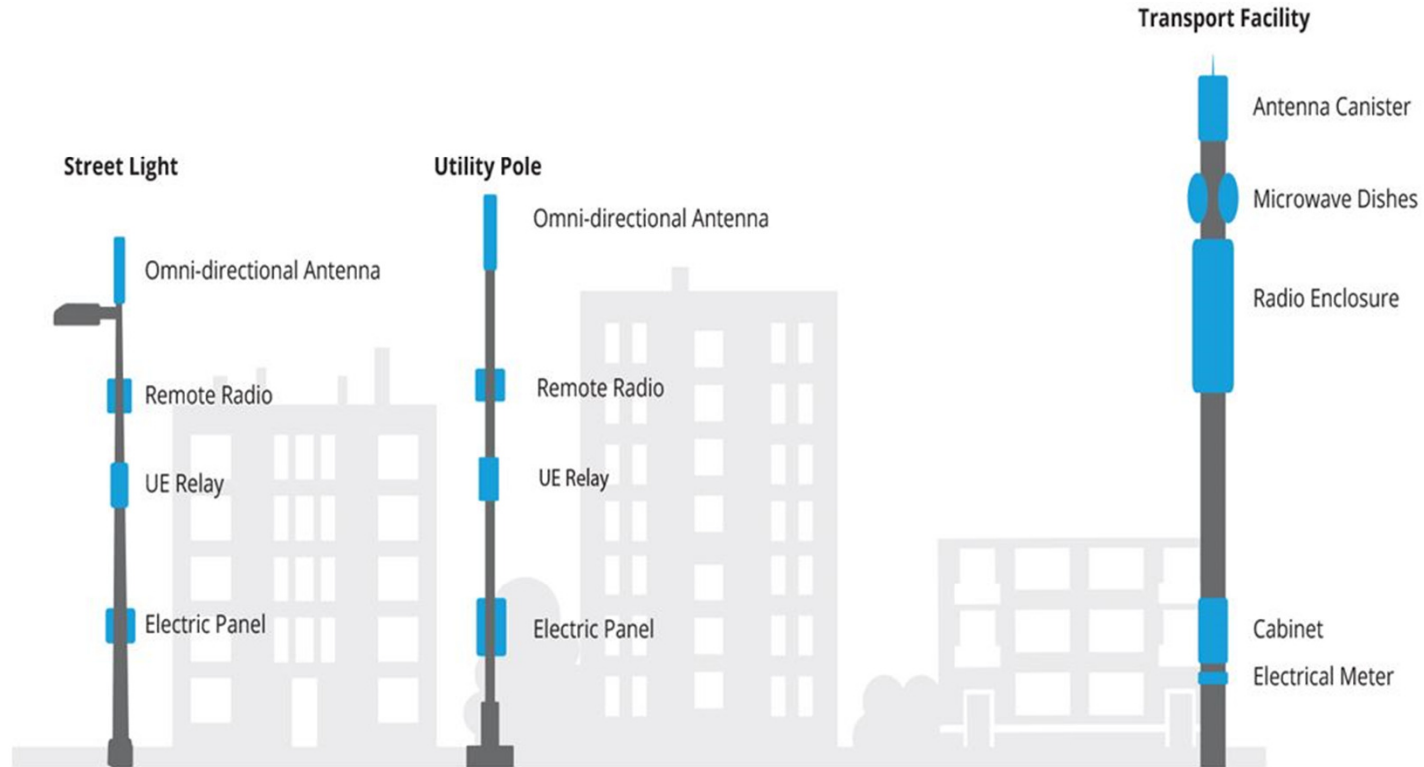 Street Light
Omni-directional Antenna
Remote Radio
UE Relay
Electric Panel
Utility Pole
Omni-directional Antenna
Remote Radio
UE Relay
Electric Panel
Transport Facility
Antenna Canister
Microwave Dishes
Radio Enclosure
Cabinet
Electrical Meter